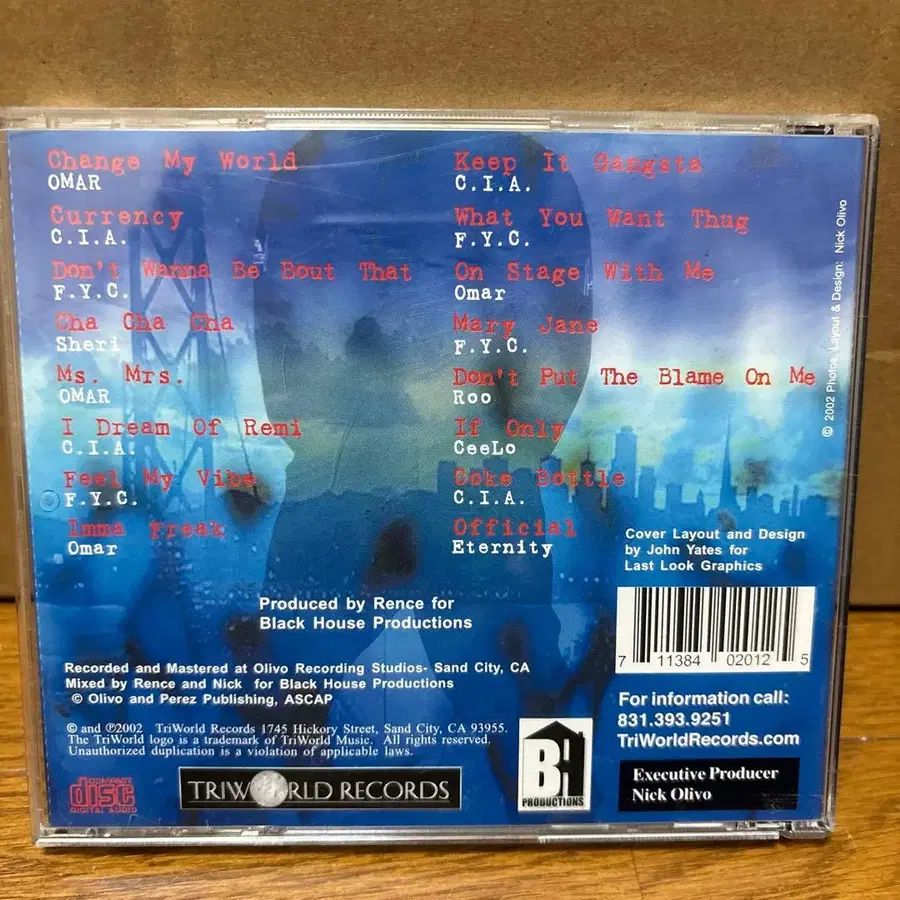 Change My World
OMAR
Currency
C.I.A.
Don't Wanna Be Bout That
F.Y.C.
Cha Cha Cha
Sheri
Ms. Mrs.
OMAR
I Dream Of Remi
C.I.A.
Feel My Vibe
F.Y.C.
Imma Freak
Omar
Keep It Gangsta
C.I.A.
What You Want Thug
F.Y.C.
On Stage With Me
Omar
Mary Jane
F.Y.C.
Don't Put The Blame On Me
Roo
If Only
CeeLo
Coke Bottle
C.I.A.
Official
Eternity
© 2002 Photos, Layout & Design: Nick Olivo
Cover Layout and Design
by John Yates for
Last Look Graphics
Produced by Rence for
Black House Productions
7 11384 02012 5
Recorded and Mastered at Olivo Recording Studios- Sand City, CA
Mixed by Rence and Nick for Black House Productions
© Olivo and Perez Publishing, ASCAP
For information call:
831.393.9251
TriWorldRecords.com
© and ℗2002 TriWorld Records 1745 Hickory Street, Sand City, CA 93955.
The TriWorld logo is a trademark of TriWorld Music. All rights reserved.
Unauthorized duplication is a violation of applicable laws.
COMPACT
disc
DIGITAL AUDIO
TRIWORLD RECORDS
BH
PRODUCTIONS
Executive Producer
Nick Olivo